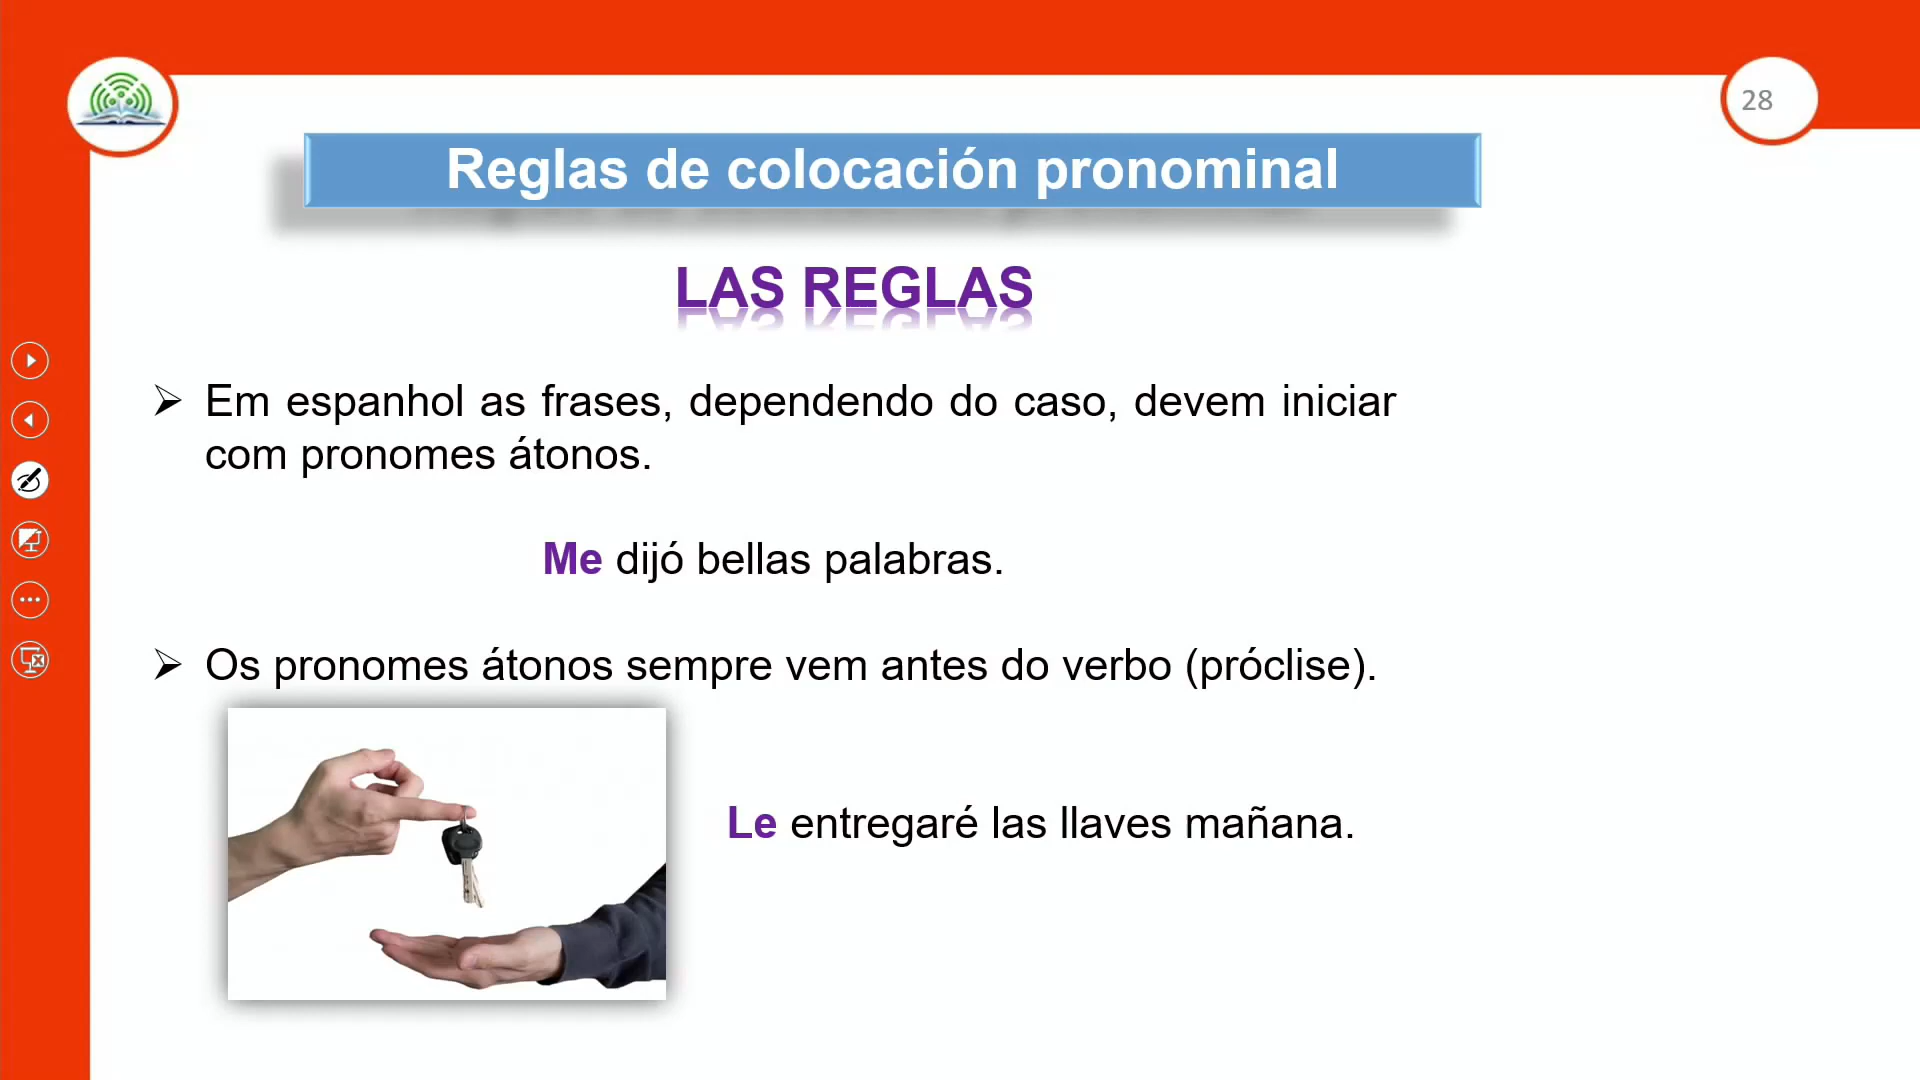 28
Reglas de colocación pronominal
LAS REGLAS
➢ Em espanhol as frases, dependendo do caso, devem iniciar
com pronomes átonos.
Me dijó bellas palabras.
➢ Os pronomes átonos sempre vem antes do verbo (próclise).
Le entregaré las llaves mañana.